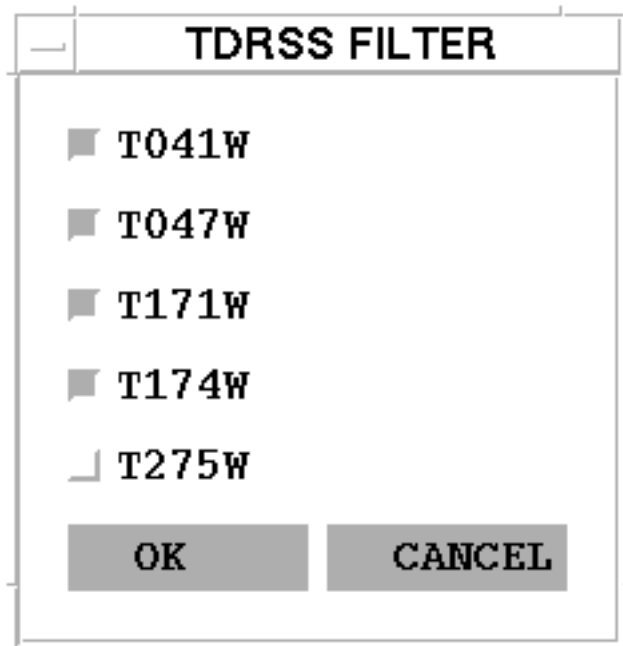 TDRSS FILTER
T041W
T047W
T171W
T174W
T275W
OK CANCEL